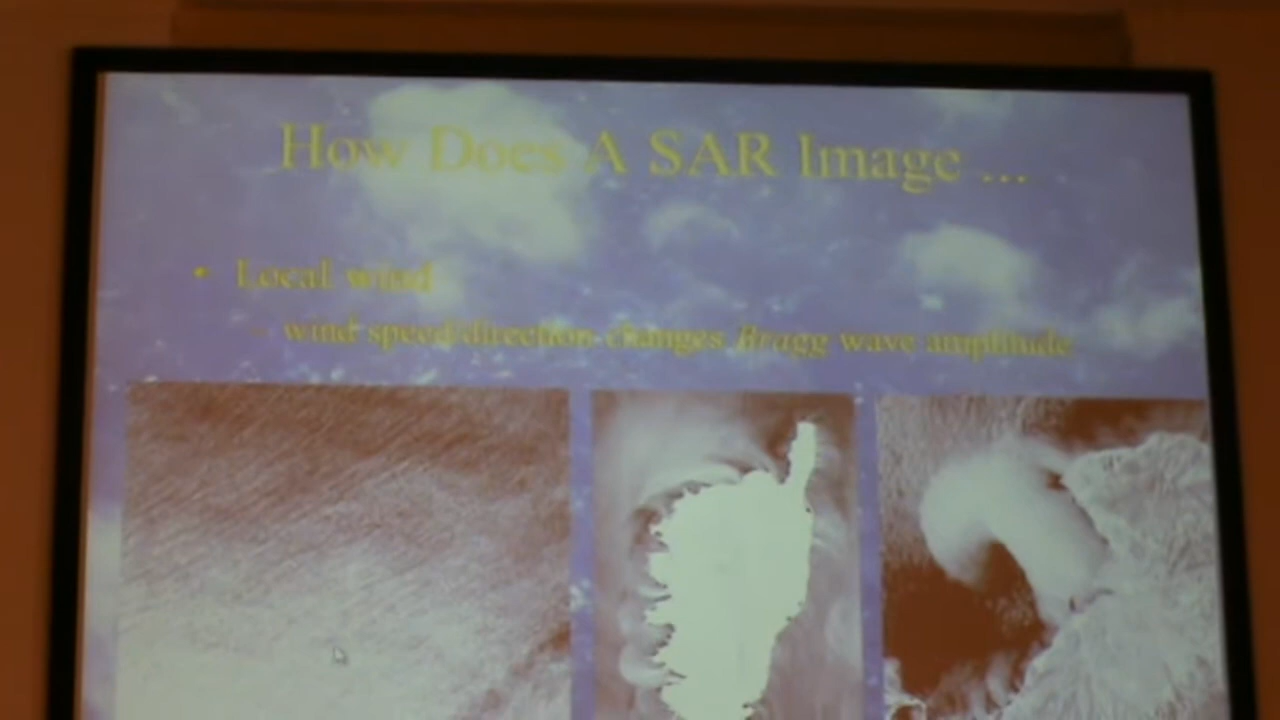 How Does A SAR Image ...
• Local wind
- wind speed/direction changes Bragg wave amplitude